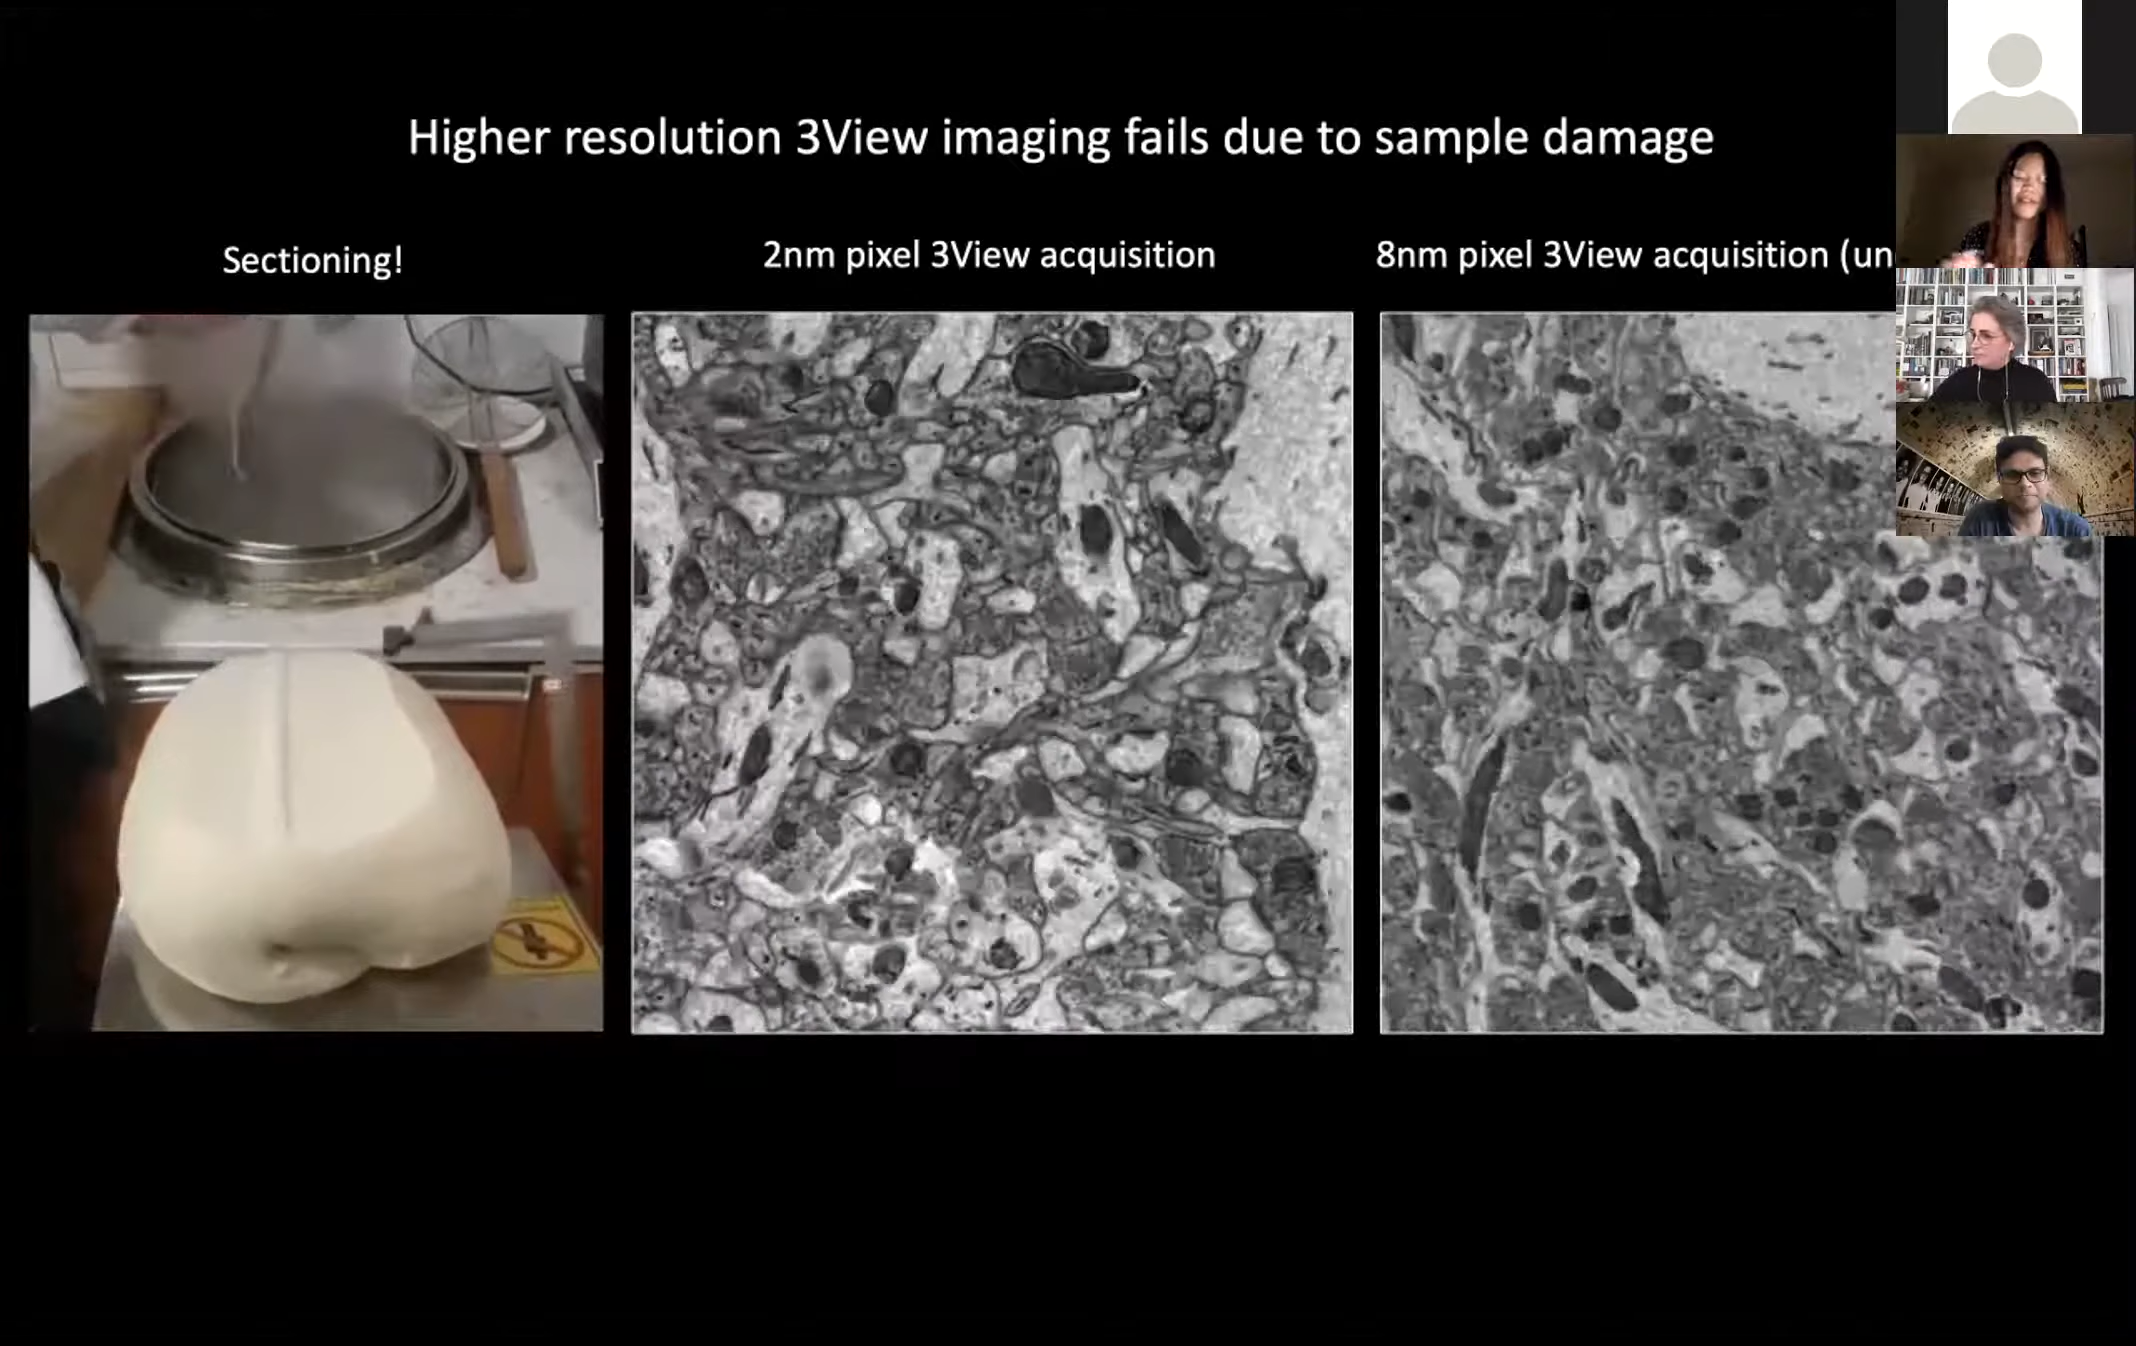 Higher resolution 3View imaging fails due to sample damage
Sectioning!
2nm pixel 3View acquisition
8nm pixel 3View acquisition (un